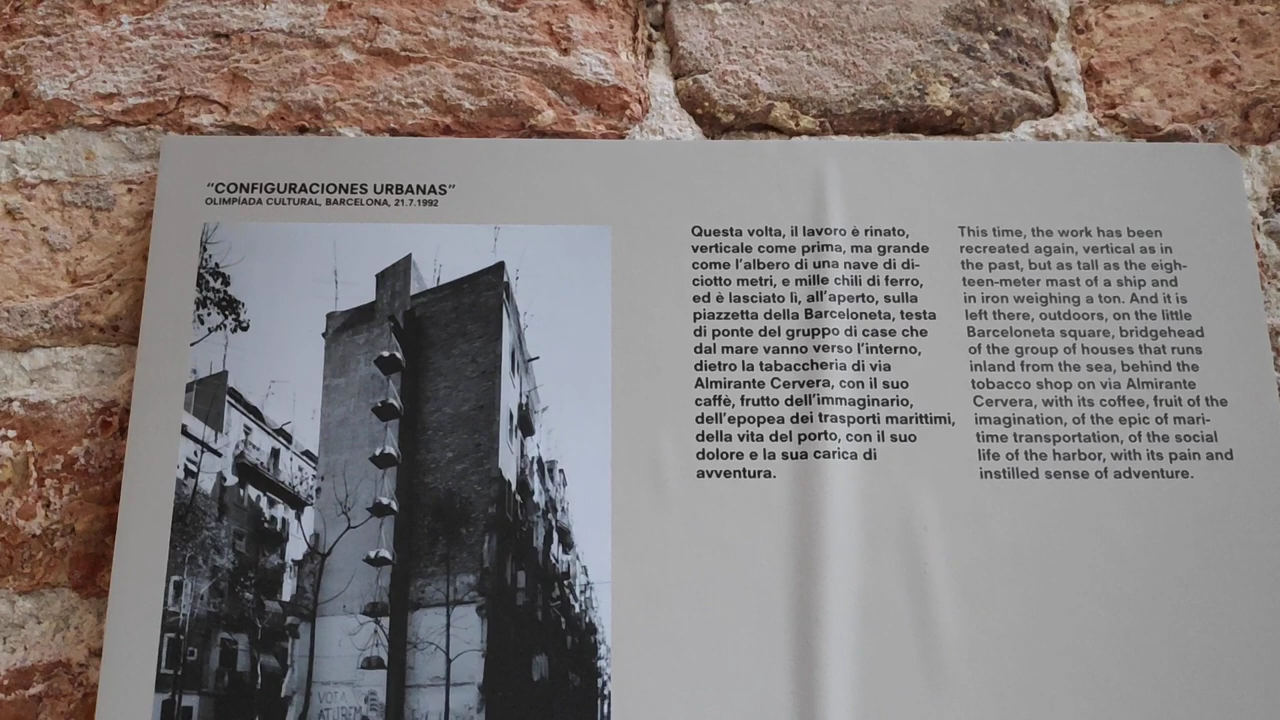 “CONFIGURACIONES URBANAS”
OLIMPÍADA CULTURAL, BARCELONA, 21.7.1992
Questa volta, il lavoro è rinato,
verticale come prima, ma grande
come l’albero di una nave di di-
ciotto metri, e mille chili di ferro,
ed è lasciato lì, all’aperto, sulla
piazzetta della Barceloneta, testa
di ponte del gruppo di case che
dal mare vanno verso l’interno,
dietro la tabaccheria di via
Almirante Cervera, con il suo
caffè, frutto dell’immaginario,
dell’epopea dei trasporti marittimi,
della vita del porto, con il suo
dolore e la sua carica di
avventura.
This time, the work has been
recreated again, vertical as in
the past, but as tall as the eigh-
teen-meter mast of a ship and
in iron weighing a ton. And it is
left there, outdoors, on the little
Barceloneta square, bridgehead
of the group of houses that runs
inland from the sea, behind the
tobacco shop on via Almirante
Cervera, with its coffee, fruit of the
imagination, of the epic of mari-
time transportation, of the social
life of the harbor, with its pain and
instilled sense of adventure.
VOTA
ATUREM